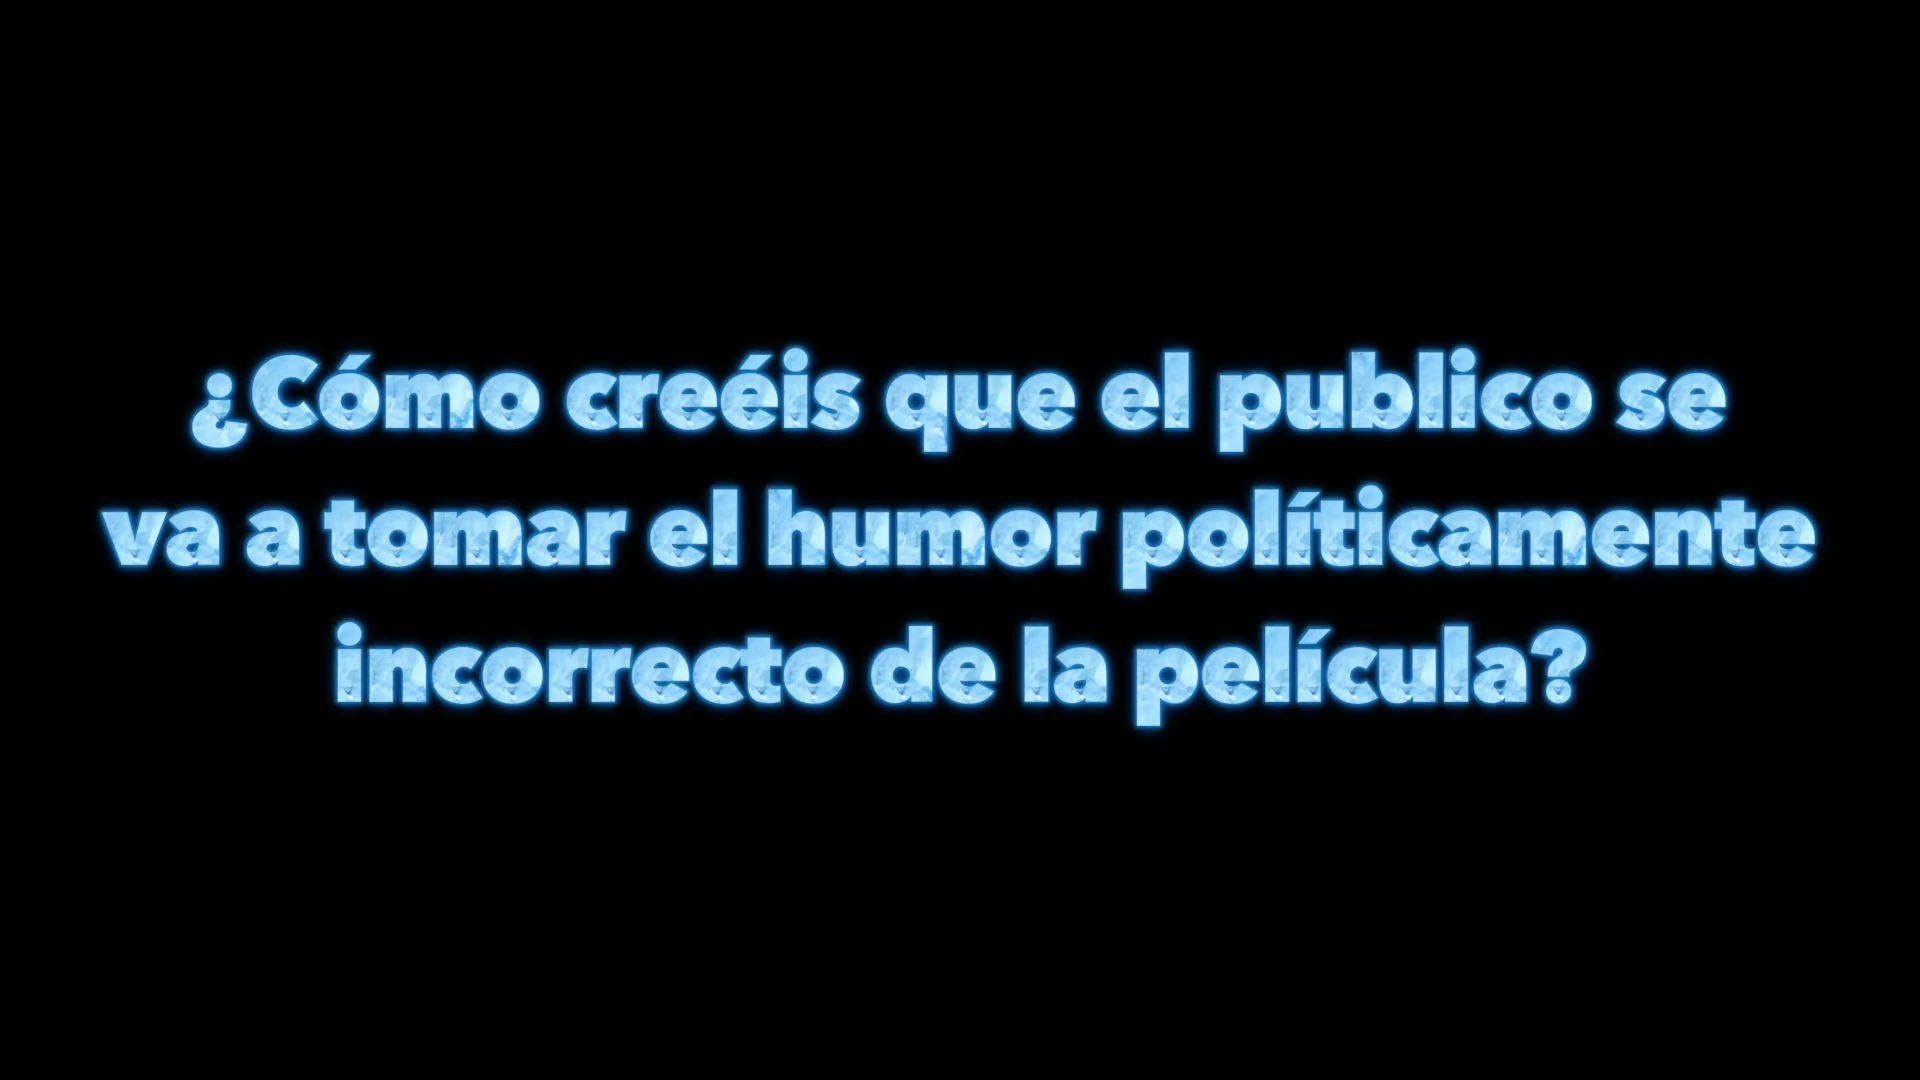 ¿Cómo creéis que el publico se
va a tomar el humor políticamente
incorrecto de la película?